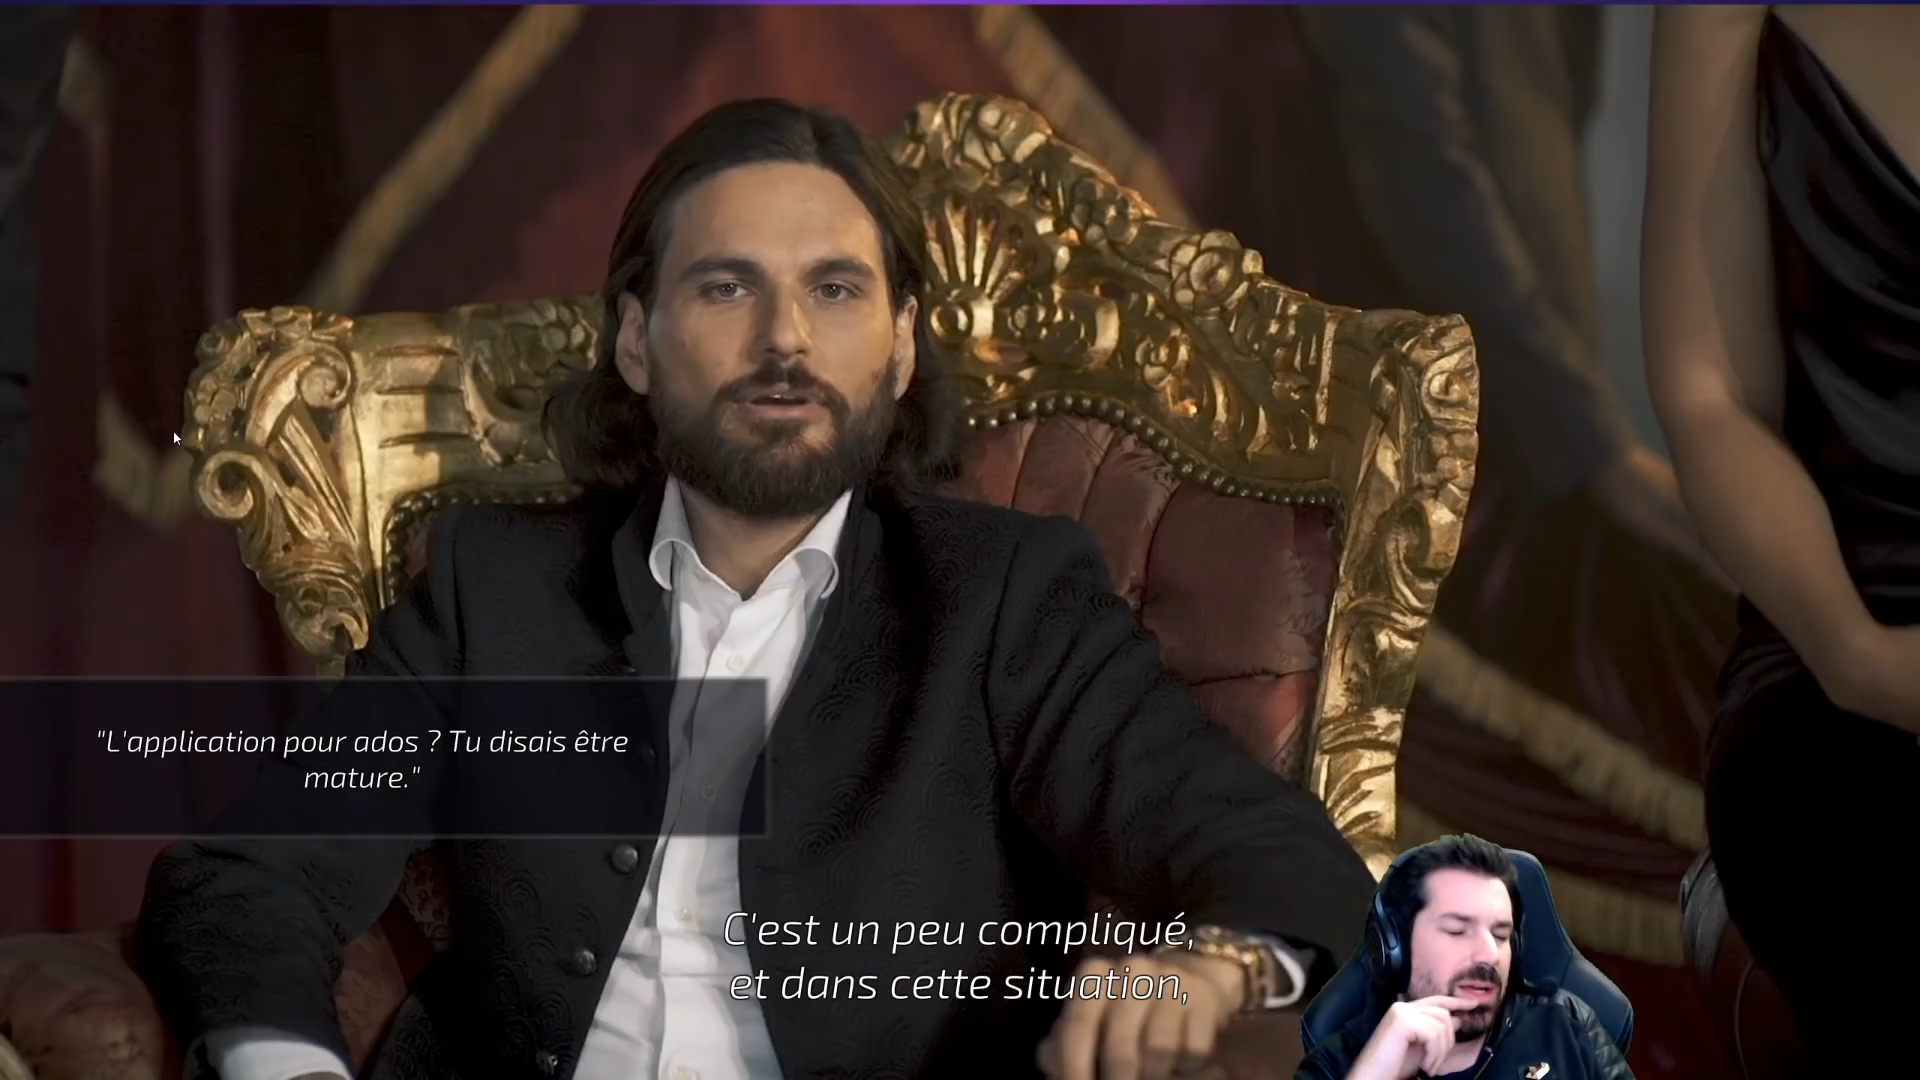 "L'application pour ados ? Tu disais être
mature."
C'est un peu compliqué,
et dans cette situation,